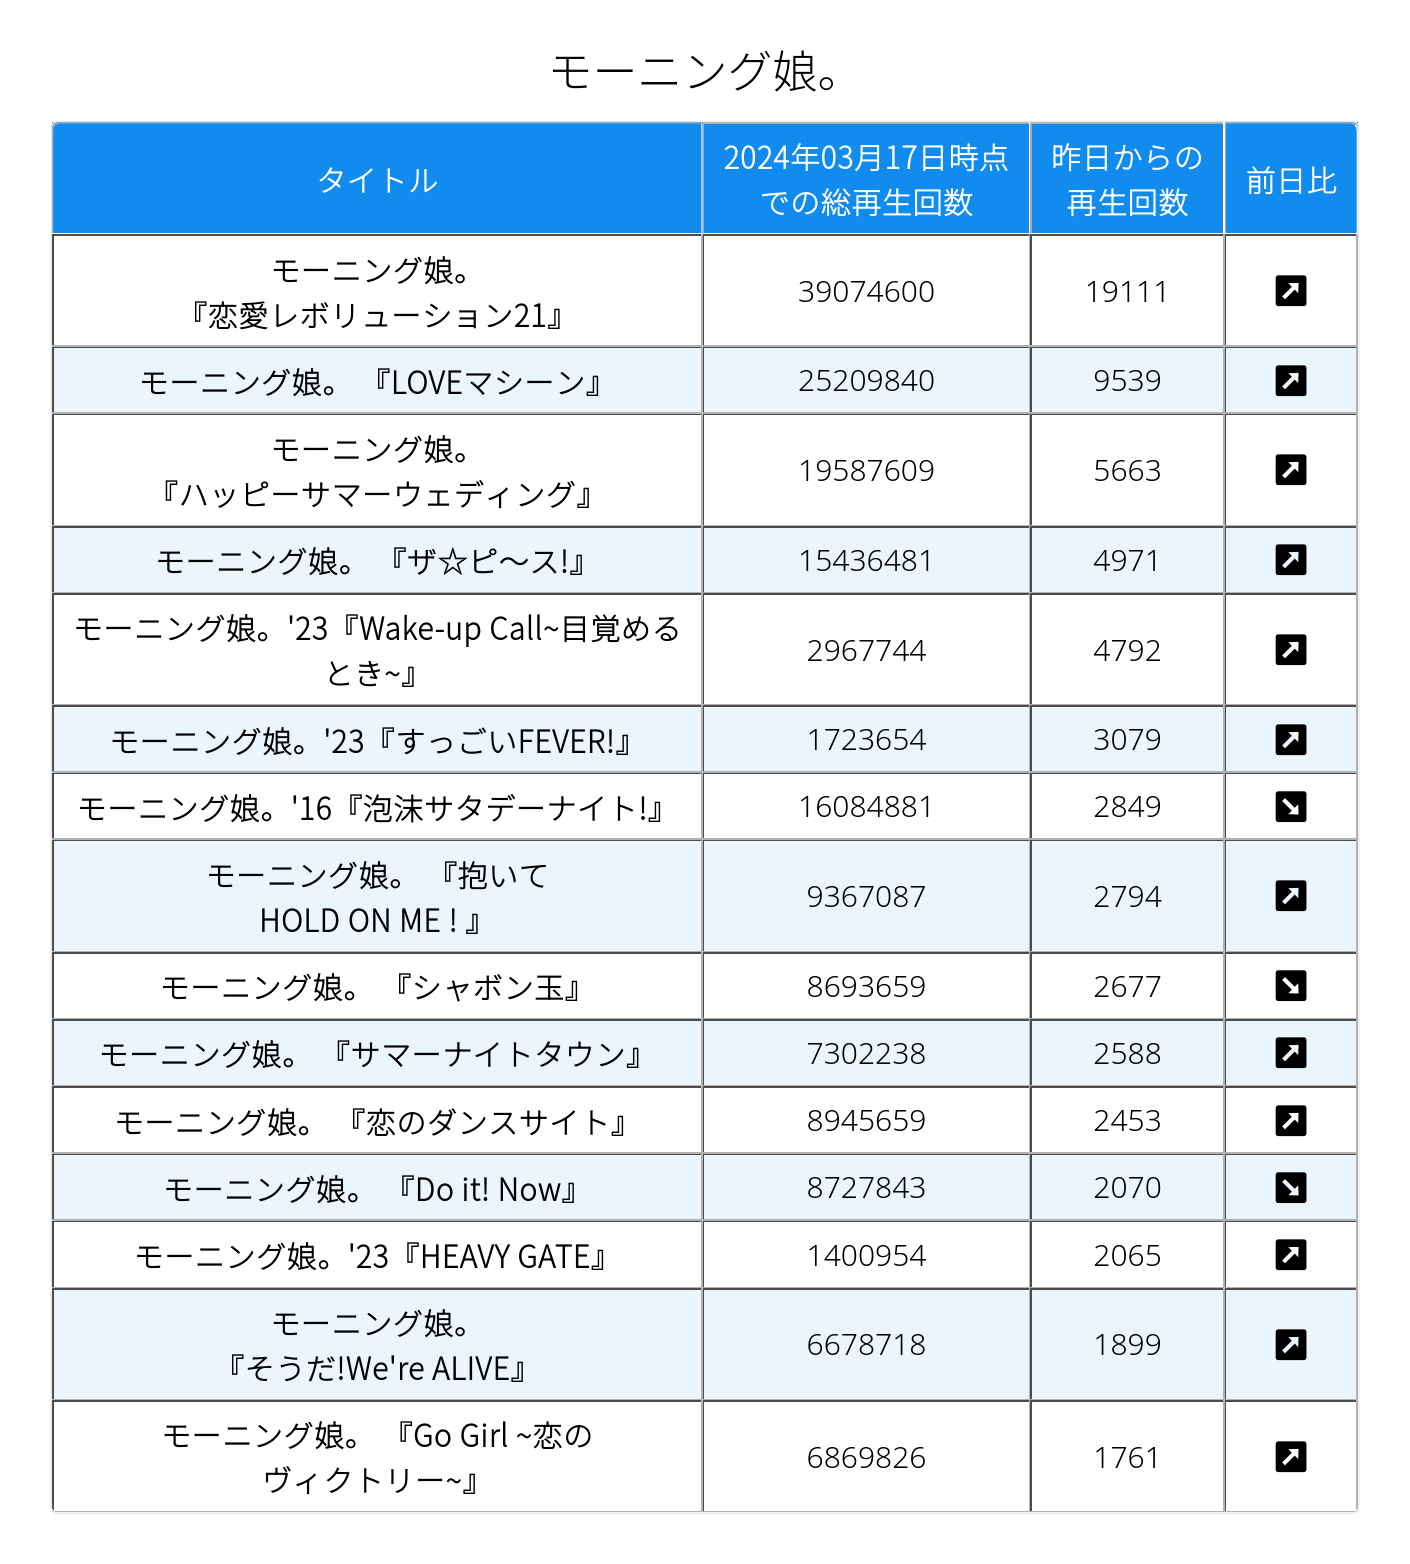 モーニング娘。
タイトル
2024年03月17日時点
での総再生回数
昨日からの
再生回数
前日比
モーニング娘。
『恋愛レボリューション21』
39074600
19111
モーニング娘。 『LOVEマシーン』
25209840
9539
モーニング娘。
『ハッピーサマーウェディング』
19587609
5663
モーニング娘。 『ザ☆ピ〜ス!』
15436481
4971
モーニング娘。'23『Wake-up Call~目覚める
とき~』
2967744
4792
モーニング娘。'23『すっごいFEVER!』
1723654
3079
モーニング娘。'16『泡沫サタデーナイト!』
16084881
2849
モーニング娘。 『抱いて
HOLD ON ME ! 』
9367087
2794
モーニング娘。 『シャボン玉』
8693659
2677
モーニング娘。 『サマーナイトタウン』
7302238
2588
モーニング娘。 『恋のダンスサイト』
8945659
2453
モーニング娘。 『Do it! Now』
8727843
2070
モーニング娘。'23『HEAVY GATE』
1400954
2065
モーニング娘。
『そうだ!We're ALIVE』
6678718
1899
モーニング娘。 『Go Girl ~恋の
ヴィクトリー~』
6869826
1761